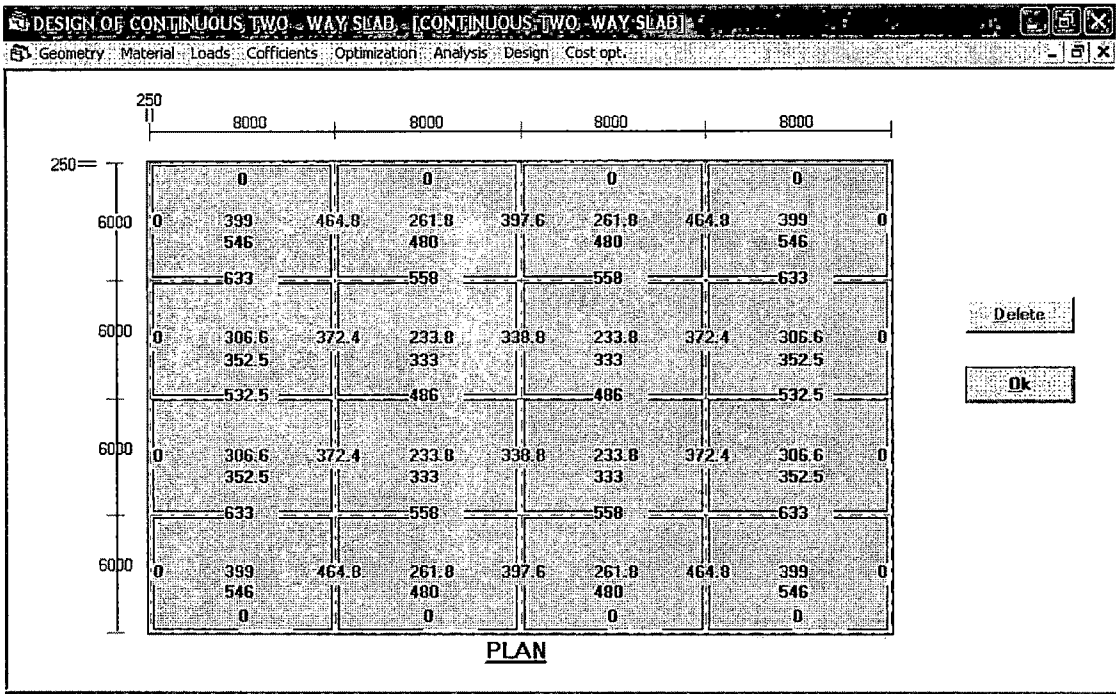 DESIGN OF CONTINUOUS TWO - WAY SLAB - [CONTINUOUS-TWO,-WAY SLAB]
Geometry Material Loads Cofficients Optimization Analysis Design Cost opt.
250
8000 8000 8000 8000
250
0 0 0 0
6000 0 399 464.8 261.8 397.6 261.8 464.8 399 0
546 480 480 546
633 558 558 633
6000 0 306.6 372.4 233.8 338.8 233.8 372.4 306.6 0
352.5 333 333 352.5
532.5 486 486 532.5
6000 0 306.6 372.4 233.8 338.8 233.8 372.4 306.6 0
352.5 333 333 352.5
633 558 558 633
6000 0 399 464.8 261.8 397.6 261.8 464.8 399 0
546 480 480 546
0 0 0 0
PLAN
Delete
Ok